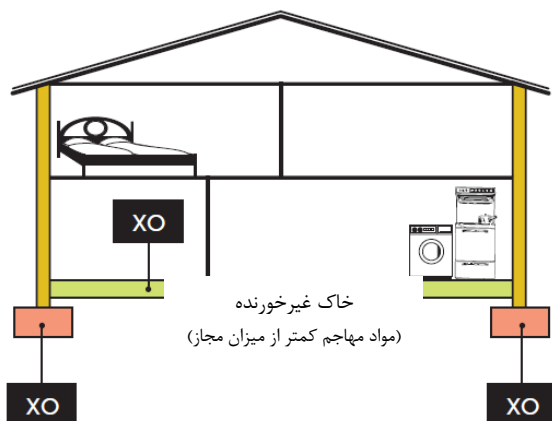 XO
خاک غیرخورنده
(مواد مهاجم کمتر از میزان مجاز)
XO
XO